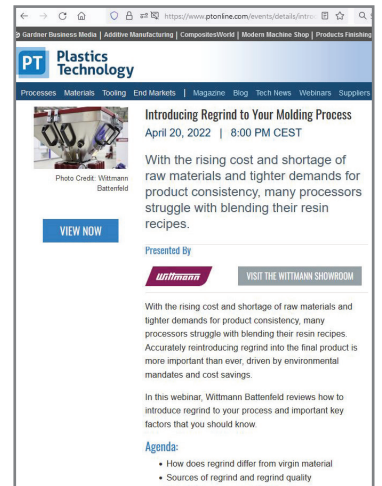 https://www.ptonline.com/events/details/intro
Gardner Business Media | Additive Manufacturing | CompositesWorld | Modern Machine Shop | Products Finishing
PT Plastics
Technology
Processes Materials Tooling End Markets | Magazine Blog Tech News Webinars Suppliers
Photo Credit: Wittmann
Battenfeld
VIEW NOW
Introducing Regrind to Your Molding Process
April 20, 2022 | 8:00 PM CEST
With the rising cost and shortage of
raw materials and tighter demands for
product consistency, many processors
struggle with blending their resin
recipes.
Presented By
Wittmann
VISIT THE WITTMANN SHOWROOM
With the rising cost and shortage of raw materials and
tighter demands for product consistency, many
processors struggle with blending their resin recipes.
Accurately reintroducing regrind into the final product is
more important than ever, driven by environmental
mandates and cost savings.
In this webinar, Wittmann Battenfeld reviews how to
introduce regrind to your process and important key
factors that you should know.
Agenda:
• How does regrind differ from virgin material
• Sources of regrind and regrind quality